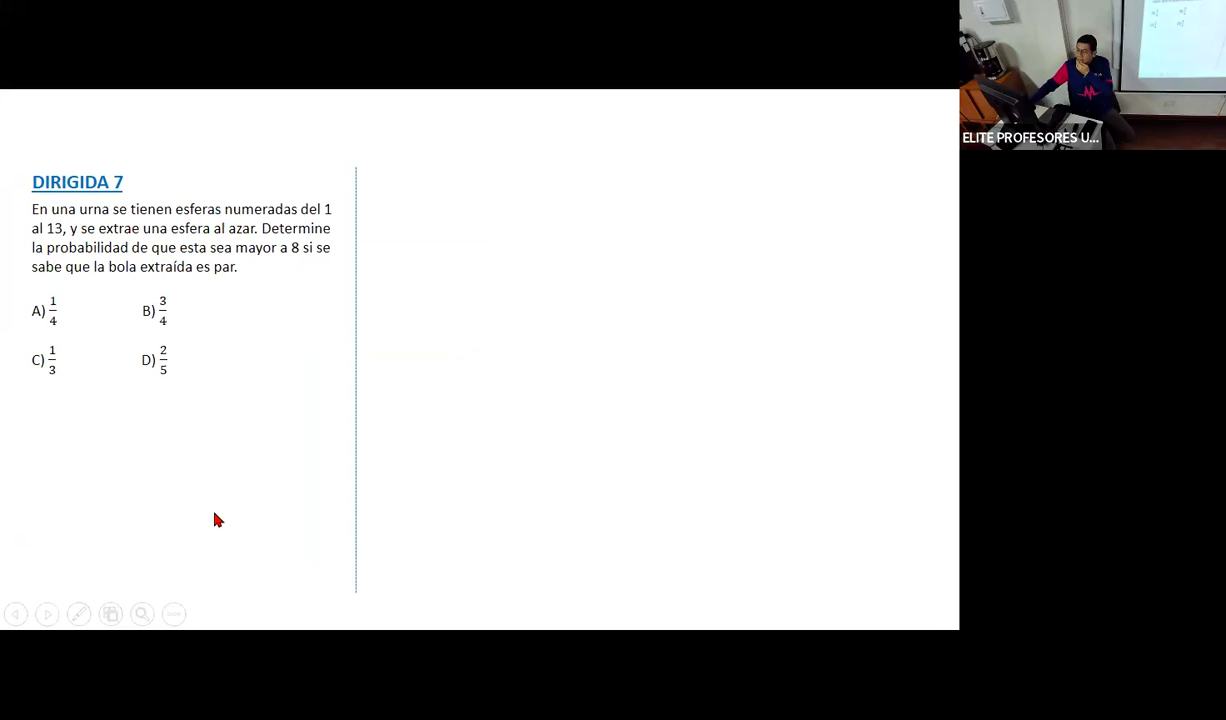 ELITE PROFESORES U...
DIRIGIDA 7
En una urna se tienen esferas numeradas del 1
al 13, y se extrae una esfera al azar. Determine
la probabilidad de que esta sea mayor a 8 si se
sabe que la bola extraída es par.
A) 1/4 B) 3/4
C) 1/3 D) 2/5